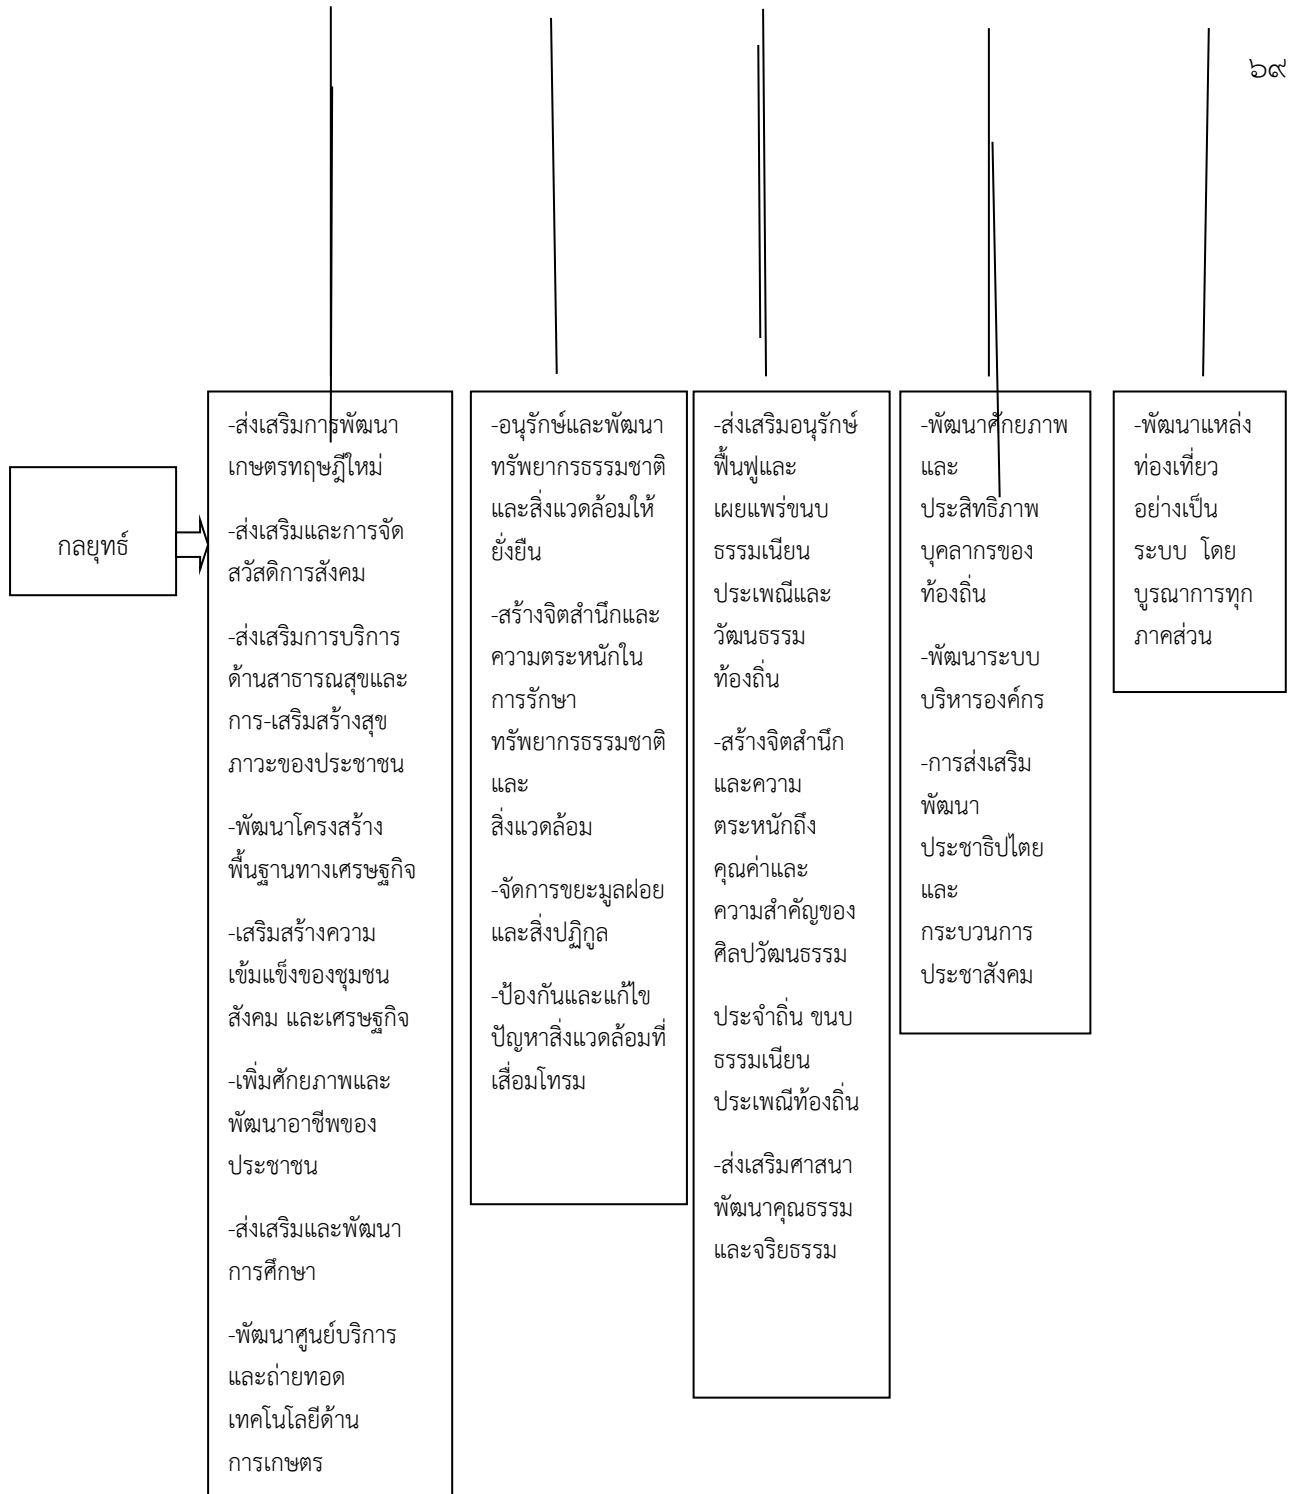 ๖๙
กลยุทธ์
-ส่งเสริมการพัฒนา
เกษตรทฤษฎีใหม่
-ส่งเสริมและการจัด
สวัสดิการสังคม
-ส่งเสริมการบริการ
ด้านสาธารณสุขและ
การ-เสริมสร้างสุข
ภาวะของประชาชน
-พัฒนาโครงสร้าง
พื้นฐานทางเศรษฐกิจ
-เสริมสร้างความ
เข้มแข็งของชุมชน
สังคม และเศรษฐกิจ
-เพิ่มศักยภาพและ
พัฒนาอาชีพของ
ประชาชน
-ส่งเสริมและพัฒนา
การศึกษา
-พัฒนาศูนย์บริการ
และถ่ายทอด
เทคโนโลยีด้าน
การเกษตร
-อนุรักษ์และพัฒนา
ทรัพยากรธรรมชาติ
และสิ่งแวดล้อมให้
ยั่งยืน
-สร้างจิตสำนึกและ
ความตระหนักใน
การรักษา
ทรัพยากรธรรมชาติ
และ
สิ่งแวดล้อม
-จัดการขยะมูลฝอย
และสิ่งปฏิกูล
-ป้องกันและแก้ไข
ปัญหาสิ่งแวดล้อมที่
เสื่อมโทรม
-ส่งเสริมอนุรักษ์
ฟื้นฟูและ
เผยแพร่ขนบ
ธรรมเนียน
ประเพณีและ
วัฒนธรรม
ท้องถิ่น
-สร้างจิตสำนึก
และความ
ตระหนักถึง
คุณค่าและ
ความสำคัญของ
ศิลปวัฒนธรรม
ประจำถิ่น ขนบ
ธรรมเนียน
ประเพณีท้องถิ่น
-ส่งเสริมศาสนา
พัฒนาคุณธรรม
และจริยธรรม
-พัฒนาศักยภาพ
และ
ประสิทธิภาพ
บุคลากรของ
ท้องถิ่น
-พัฒนาระบบ
บริหารองค์กร
-การส่งเสริม
พัฒนา
ประชาธิปไตย
และ
กระบวนการ
ประชาสังคม
-พัฒนาแหล่ง
ท่องเที่ยว
อย่างเป็น
ระบบ โดย
บูรณาการทุก
ภาคส่วน